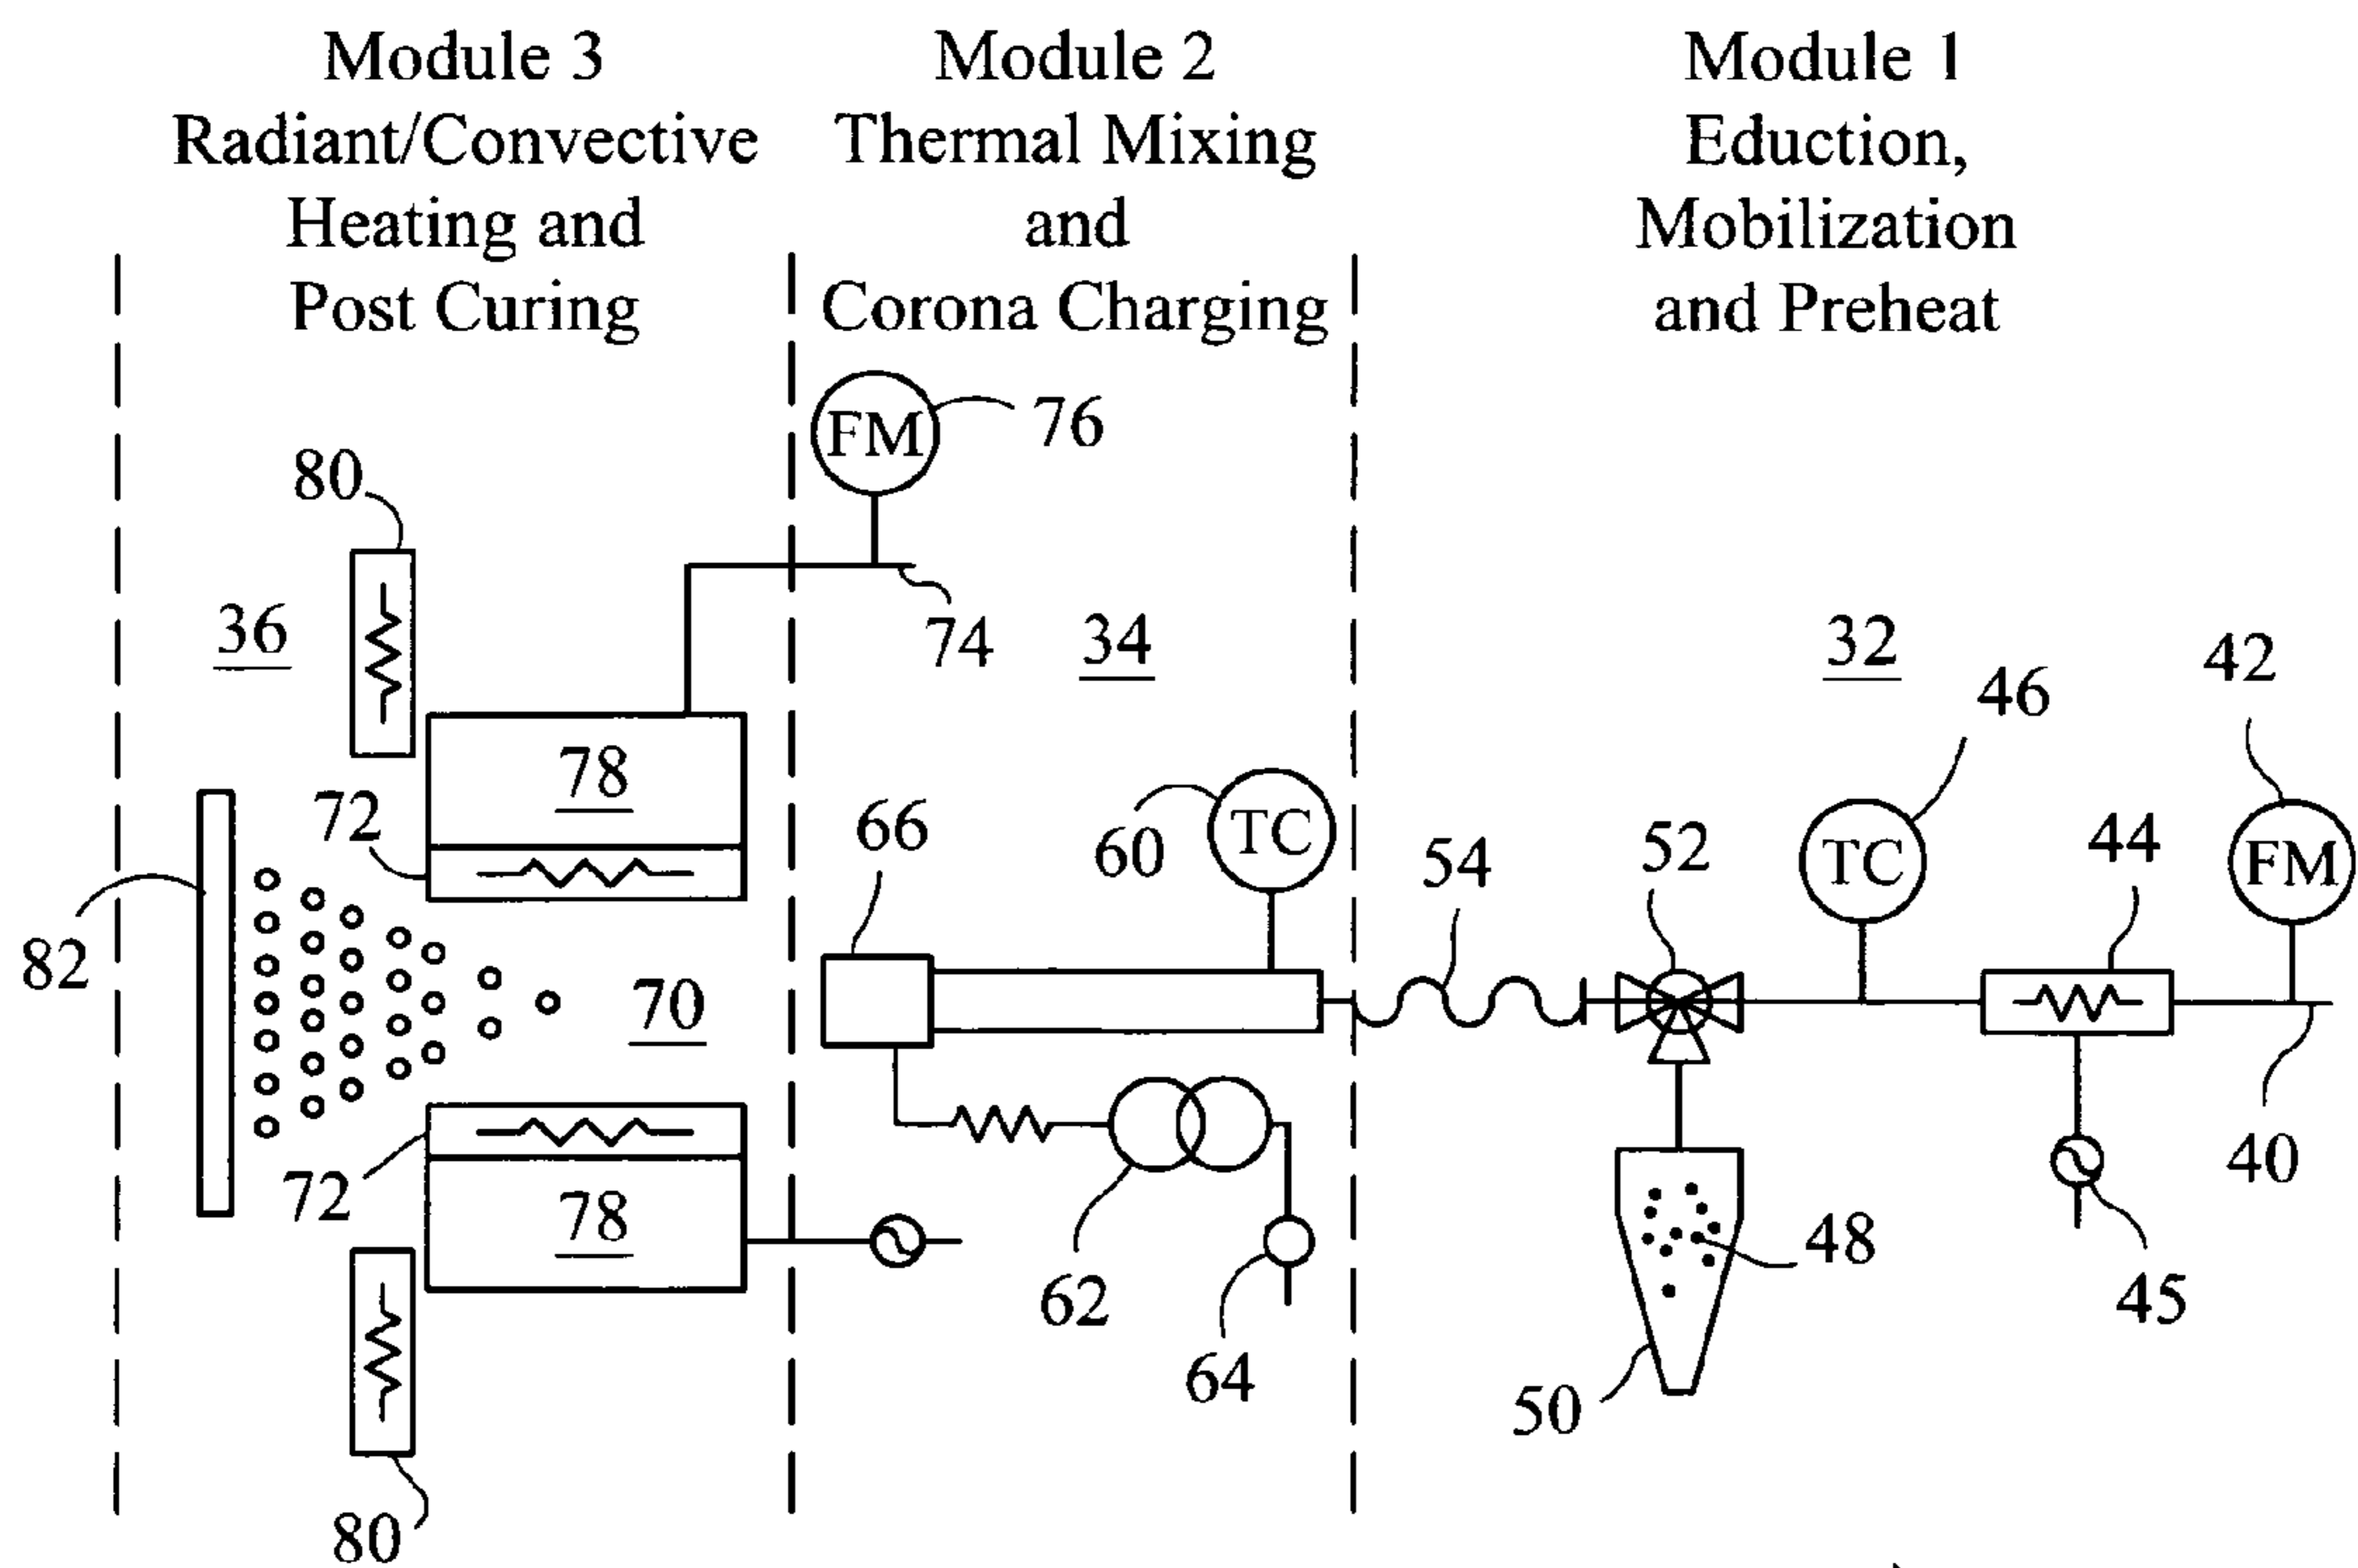 Module 3
Radiant/Convective
Heating and
Post Curing
Module 2
Thermal Mixing
and
Corona Charging
Module 1
Eduction,
Mobilization
and Preheat
FM
76
80
36
74
34
32
46
42
78
72
66
60
TC
54
52
TC
44
FM
82
70
72
78
62
64
48
50
45
40
80